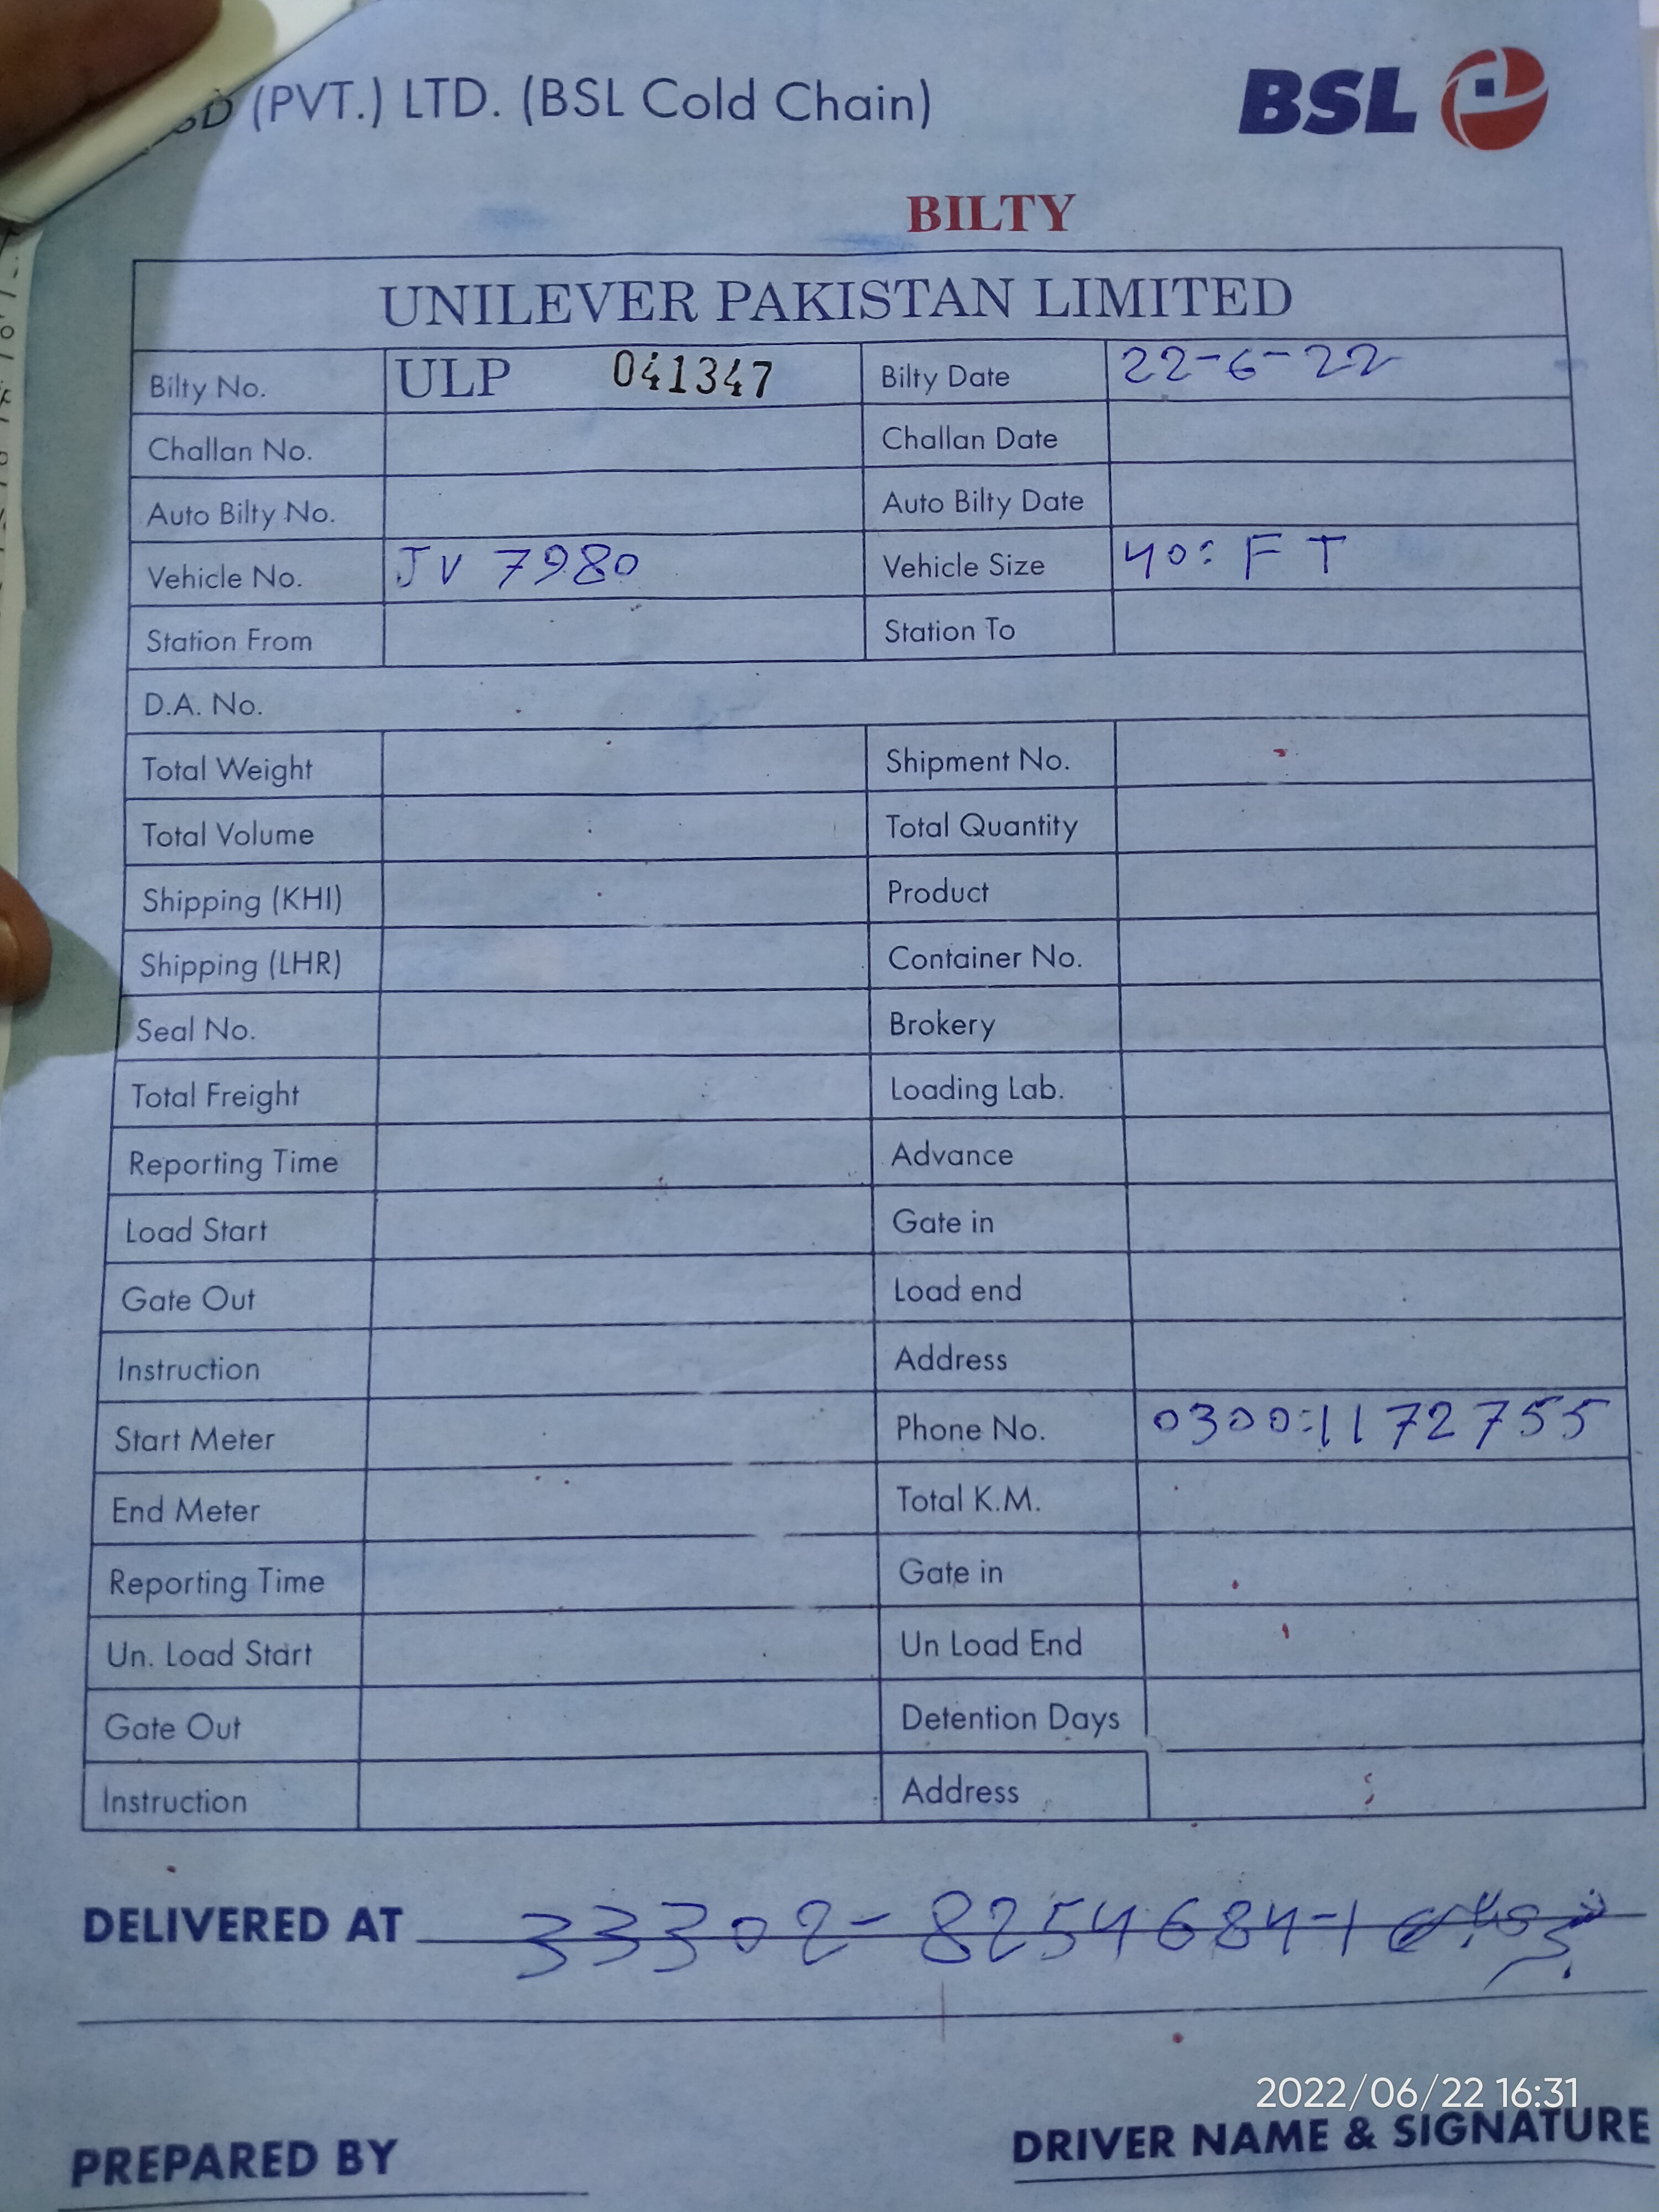 (PVT.) LTD. (BSL Cold Chain)
BSL
BILTY
UNILEVER PAKISTAN LIMITED
Bilty No. ULP 041347 Bilty Date 22-6-22
Challan No. Challan Date
Auto Bilty No. Auto Bilty Date
Vehicle No. JV 7980 Vehicle Size 40: FT
Station From Station To
D.A. No.
Total Weight Shipment No.
Total Volume Total Quantity
Shipping (KHI) Product
Shipping (LHR) Container No.
Seal No. Brokery
Total Freight Loading Lab.
Reporting Time Advance
Load Start Gate in
Gate Out Load end
Instruction Address
Start Meter Phone No. 0300:1172755
End Meter Total K.M.
Reporting Time Gate in
Un. Load Start Un Load End
Gate Out Detention Days
Instruction Address
DELIVERED AT 33302-8254684-1
2022/06/22 16:31
PREPARED BY DRIVER NAME & SIGNATURE